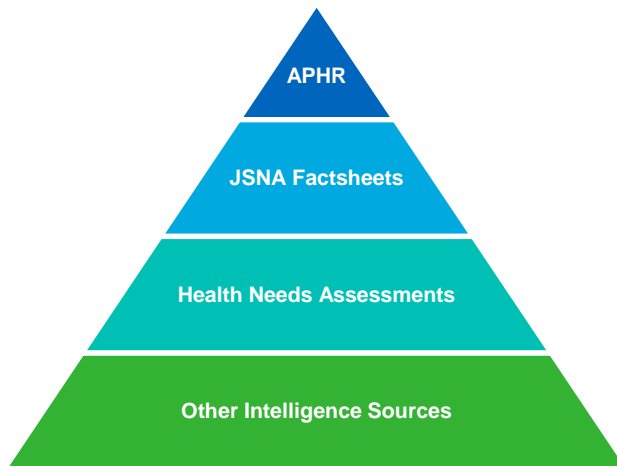 APHR
JSNA Factsheets
Health Needs Assessments
Other Intelligence Sources